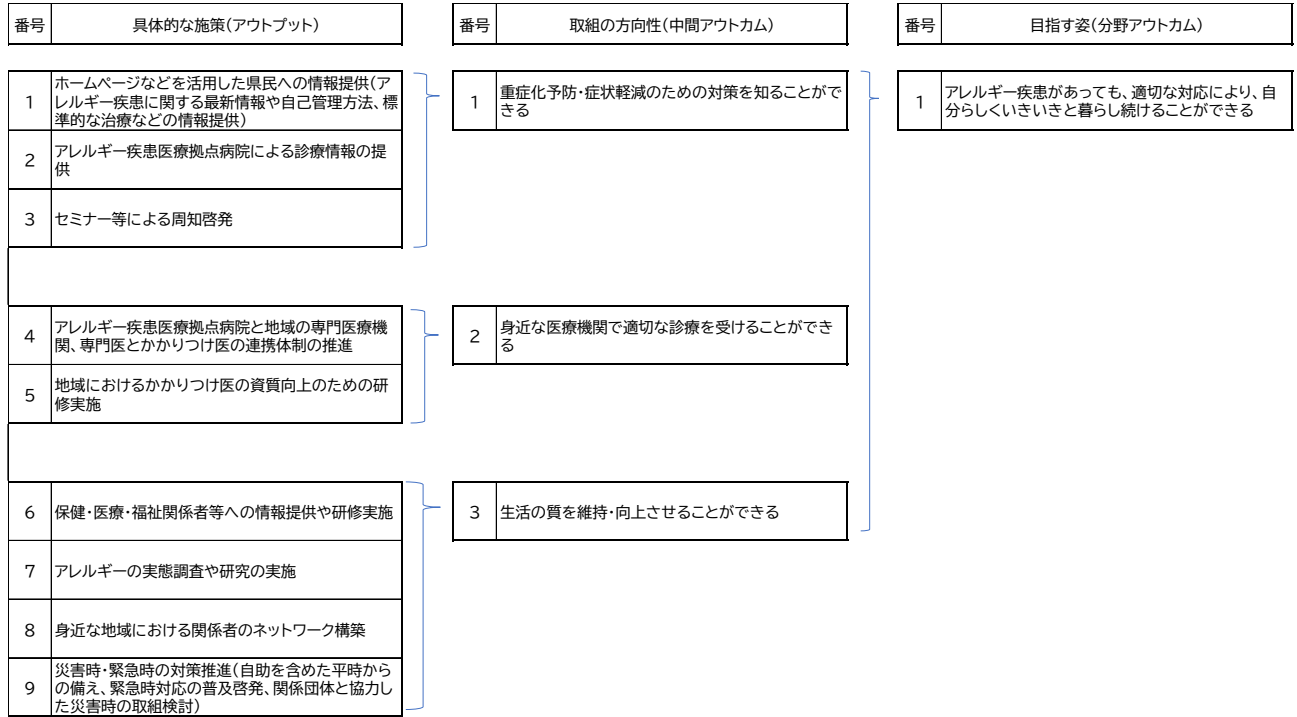 番号 具体的な施策(アウトプット) 番号 取組の方向性(中間アウトカム) 番号 目指す姿(分野アウトカム)
1
ホームページなどを活用した県民への情報提供(ア
レルギー疾患に関する最新情報や自己管理方法、標
準的な治療などの情報提供)
2
アレルギー疾患医療拠点病院による診療情報の提
供
3 セミナー等による周知啓発
1
重症化予防・症状軽減のための対策を知ることがで
きる
1
アレルギー疾患があっても、適切な対応により、自
分らしくいきいきと暮らし続けることができる
4
アレルギー疾患医療拠点病院と地域の専門医療機
関、専門医とかかりつけ医の連携体制の推進
5
地域におけるかかりつけ医の資質向上のための研
修実施
2
身近な医療機関で適切な診療を受けることができ
る
6 保健・医療・福祉関係者等への情報提供や研修実施
7 アレルギーの実態調査や研究の実施
8 身近な地域における関係者のネットワーク構築
9
災害時・緊急時の対策推進(自助を含めた平時から
の備え、緊急時対応の普及啓発、関係団体と協力し
た災害時の取組検討)
3 生活の質を維持・向上させることができる